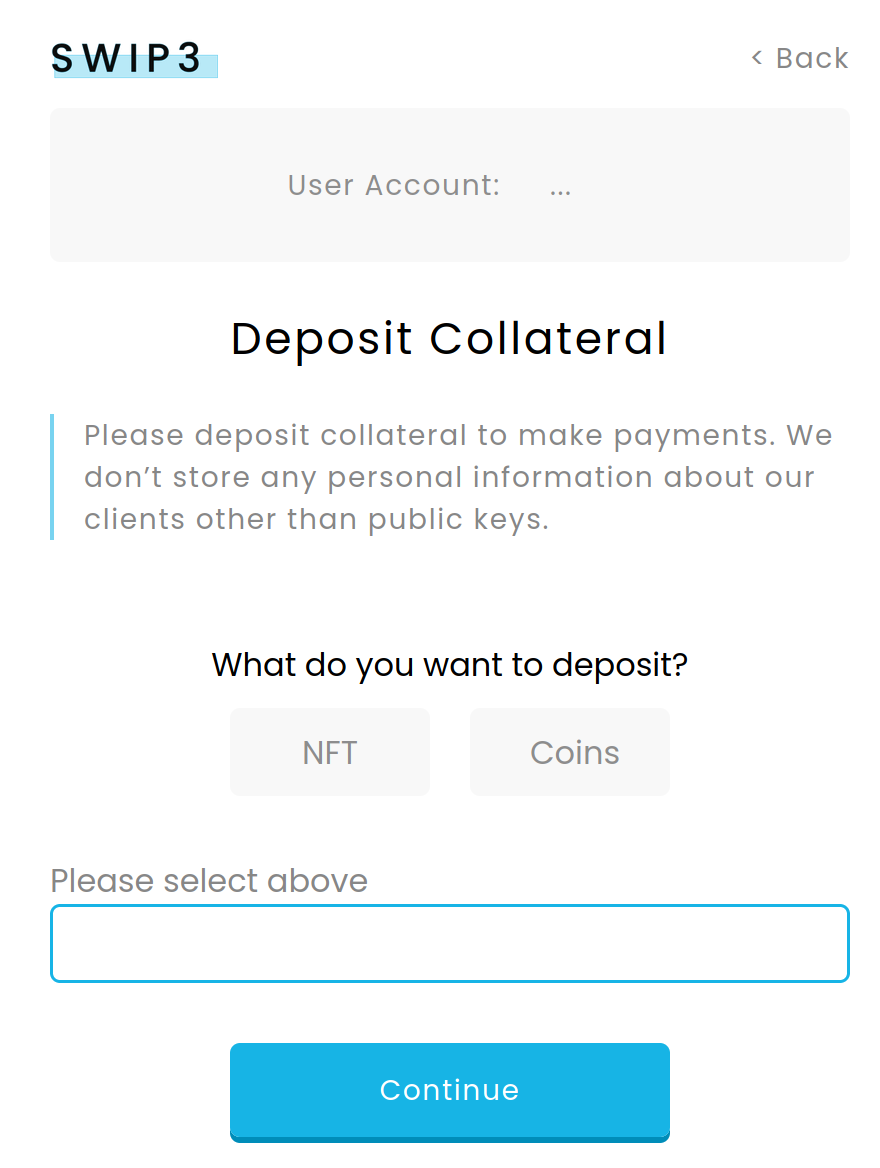 SWIP3
< Back
User Account: ...
Deposit Collateral
Please deposit collateral to make payments. We
don’t store any personal information about our
clients other than public keys.
What do you want to deposit?
NFT
Coins
Please select above
Continue